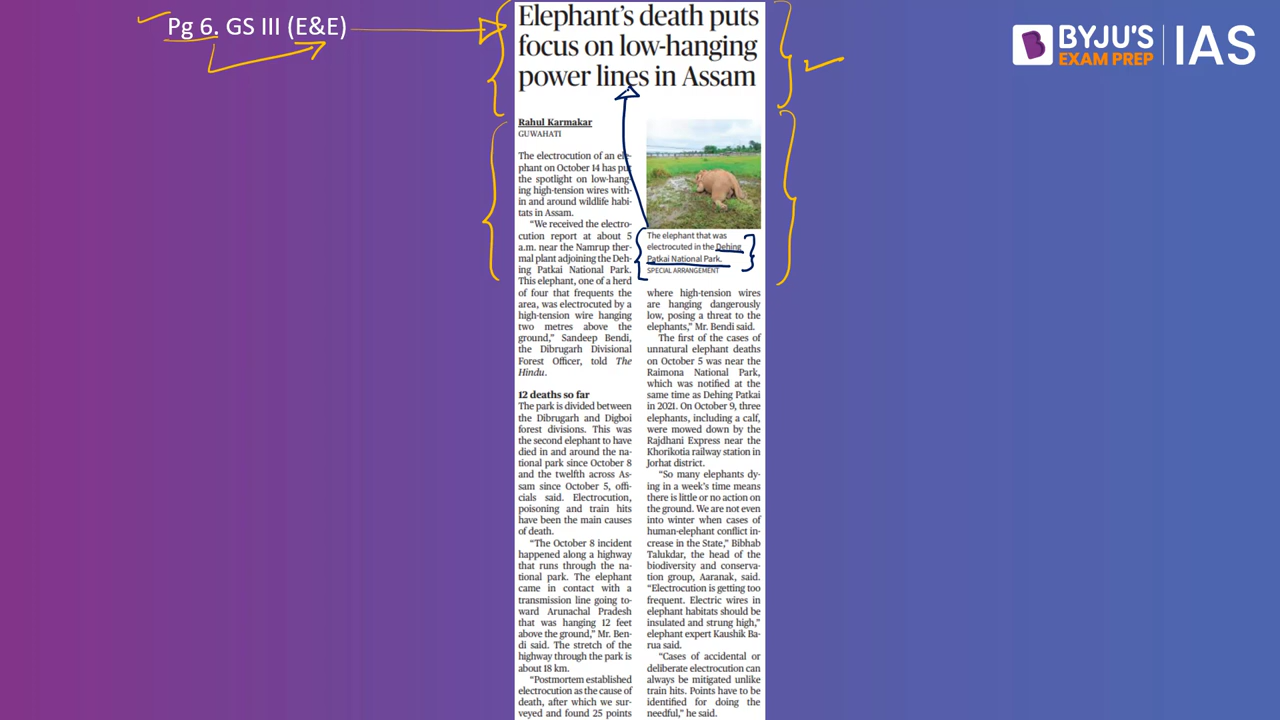 Pg 6. GS III (E&E)
BYJU'S
EXAM PREP
IAS
Elephant's death puts
focus on low-hanging
power lines in Assam
Rahul Karmakar
GUWAHATI
The electrocution of an ele-
phant on October 14 has put
the spotlight on low-hang-
ing high-tension wires with-
in and around wildlife habi-
tats in Assam.
"We received the electro-
cution report at about 5
a.m. near the Namrup ther-
mal plant adjoining the Deh-
ing Patkai National Park.
This elephant, one of a herd
of four that frequents the
area, was electrocuted by a
high-tension wire hanging
two metres above the
ground," Sandeep Bendi,
the Dibrugarh Divisional
Forest Officer, told The
Hindu.
12 deaths so far
The park is divided between
the Dibrugarh and Digboi
forest divisions. This was
the second elephant to have
died in and around the na-
tional park since October 8
and the twelfth across As-
sam since October 5, offi-
cials said. Electrocution,
poisoning and train hits
have been the main causes
of death.
"The October 8 incident
happened along a highway
that runs through the na-
tional park. The elephant
came in contact with a
transmission line going to-
ward Arunachal Pradesh
that was hanging 12 feet
above the ground," Mr. Ben-
di said. The stretch of the
highway through the park is
about 18 km.
"Postmortem established
electrocution as the cause of
death, after which we sur-
veyed and found 25 points
The elephant that was
electrocuted in the Dehing
Patkai National Park.
SPECIAL ARRANGEMENT
where high-tension wires
are hanging dangerously
low, posing a threat to the
elephants," Mr. Bendi said.
The first of the cases of
unnatural elephant deaths
on October 5 was near the
Raimona National Park,
which was notified at the
same time as Dehing Patkai
in 2021. On October 9, three
elephants, including a calf,
were mowed down by the
Rajdhani Express near the
Khorikotia railway station in
Jorhat district.
"So many elephants dy-
ing in a week's time means
there is little or no action on
the ground. We are not even
into winter when cases of
human-elephant conflict in-
crease in the State," Bibhab
Talukdar, the head of the
biodiversity and conserva-
tion group, Aaranak, said.
"Electrocution is getting too
frequent. Electric wires in
elephant habitats should be
insulated and strung high,"
elephant expert Kaushik Ba-
rua said.
"Cases of accidental or
deliberate electrocution can
always be mitigated unlike
train hits. Points have to be
identified for doing the
needful," he said.